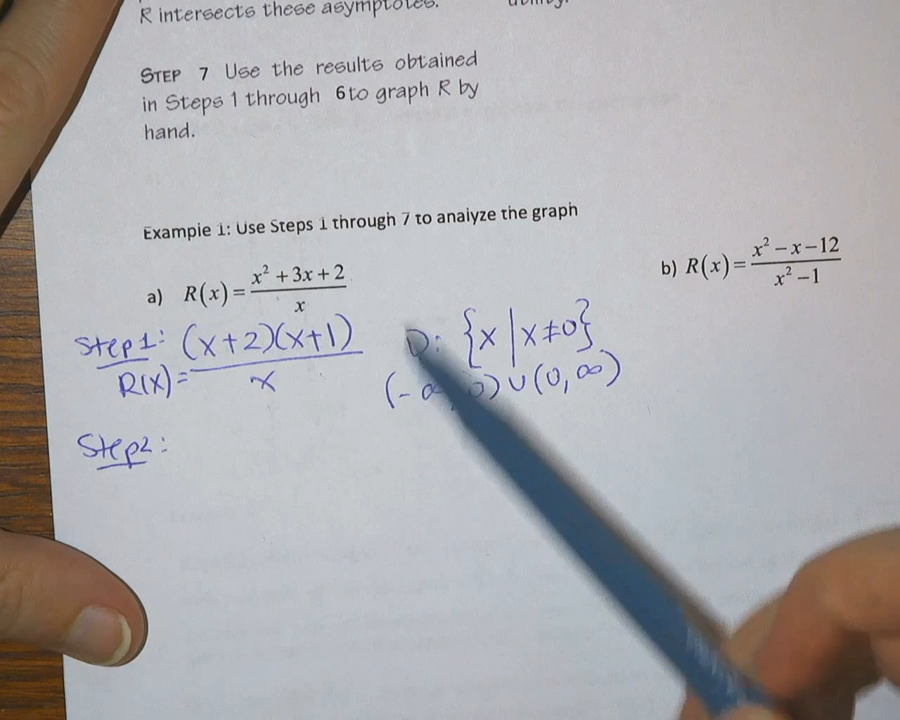 R intersects these asymptotes. utility.
STEP 7 Use the results obtained
in Steps 1 through 6 to graph R by
hand.
Example 1: Use Steps 1 through 7 to analyze the graph
a) R(x) = (x² + 3x + 2)/x
b) R(x) = (x² − x − 12)/(x² − 1)
Step 1: R(x) = (x+2)(x+1)/x
D: {x | x ≠ 0}
(-∞, 0) ∪ (0, ∞)
Step 2: